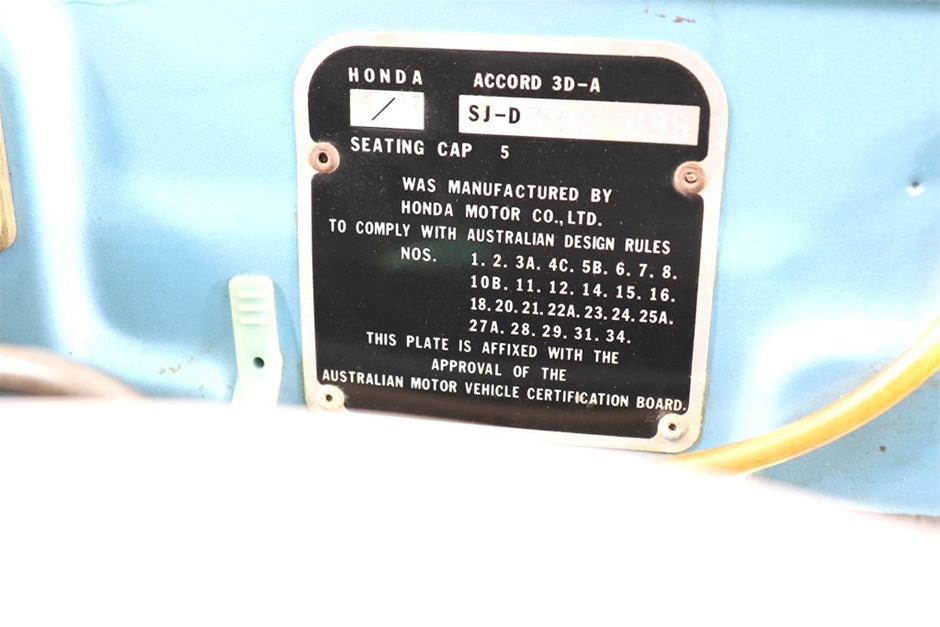 HONDA ACCORD 3D-A
/ SJ-D 899
SEATING CAP 5
WAS MANUFACTURED BY
HONDA MOTOR CO., LTD.
TO COMPLY WITH AUSTRALIAN DESIGN RULES
NOS. 1. 2. 3A. 4C. 5B. 6. 7. 8.
10B. 11. 12. 14. 15. 16.
18. 20. 21. 22A. 23. 24. 25A.
27A. 28. 29. 31. 34.
THIS PLATE IS AFFIXED WITH THE
APPROVAL OF THE
AUSTRALIAN MOTOR VEHICLE CERTIFICATION BOARD.